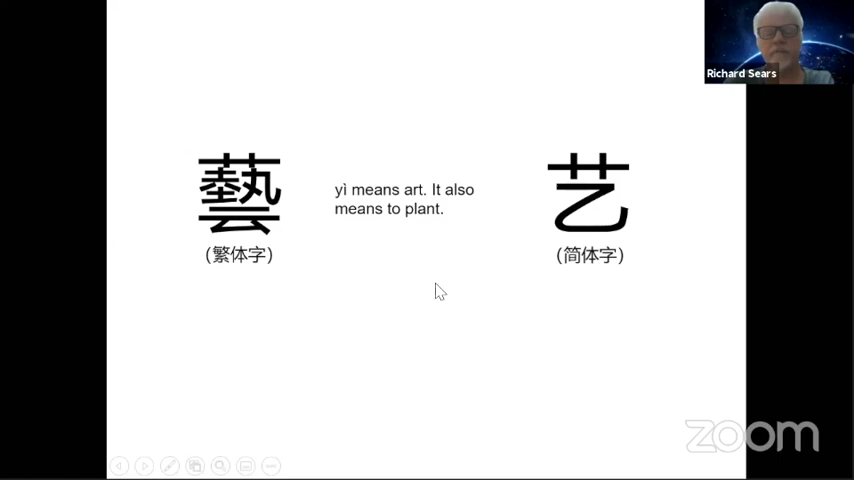 Richard Sears
藝
yì means art. It also
means to plant.
艺
(繁体字)
(简体字)
zoom